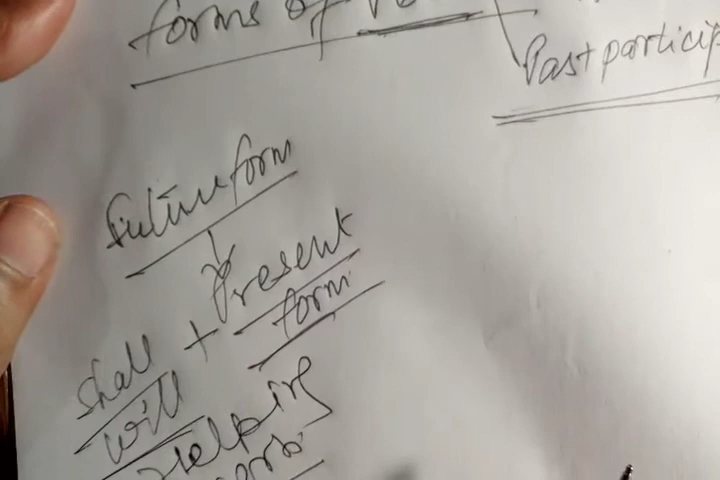 forms of
Past particip
Future form
Present
form
+
shall
will
Helping